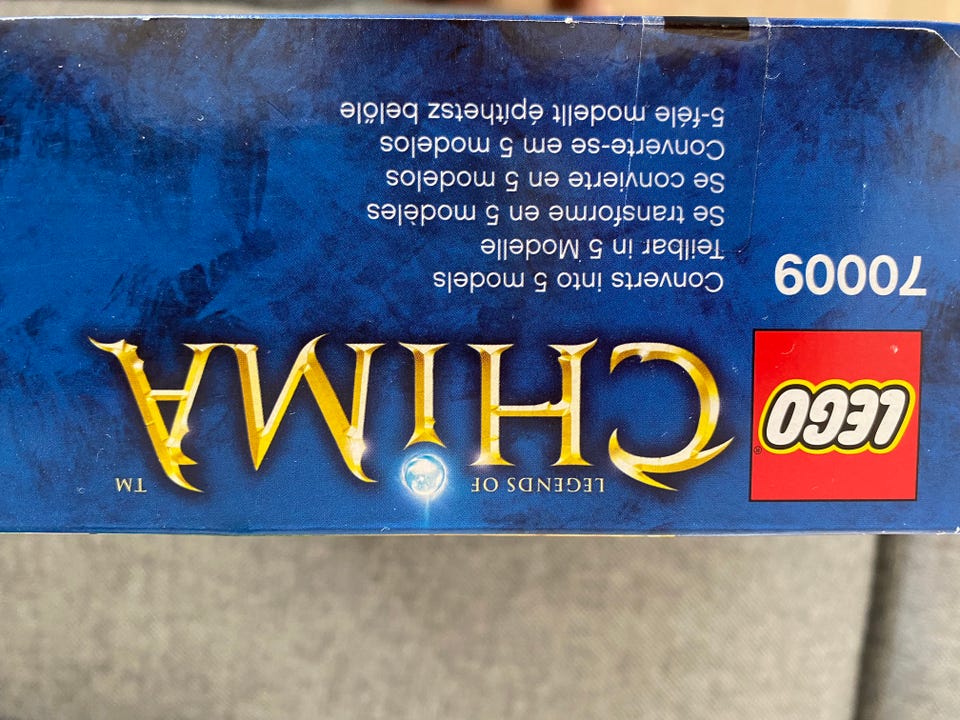 LEGO
®
LEGENDS OF
CHIMA
™
70009
Converts into 5 models
Teilbar in 5 Modelle
Se transforme en 5 modèles
Se convierte en 5 modelos
Converte-se em 5 modelos
5-féle modellt építhetsz belőle